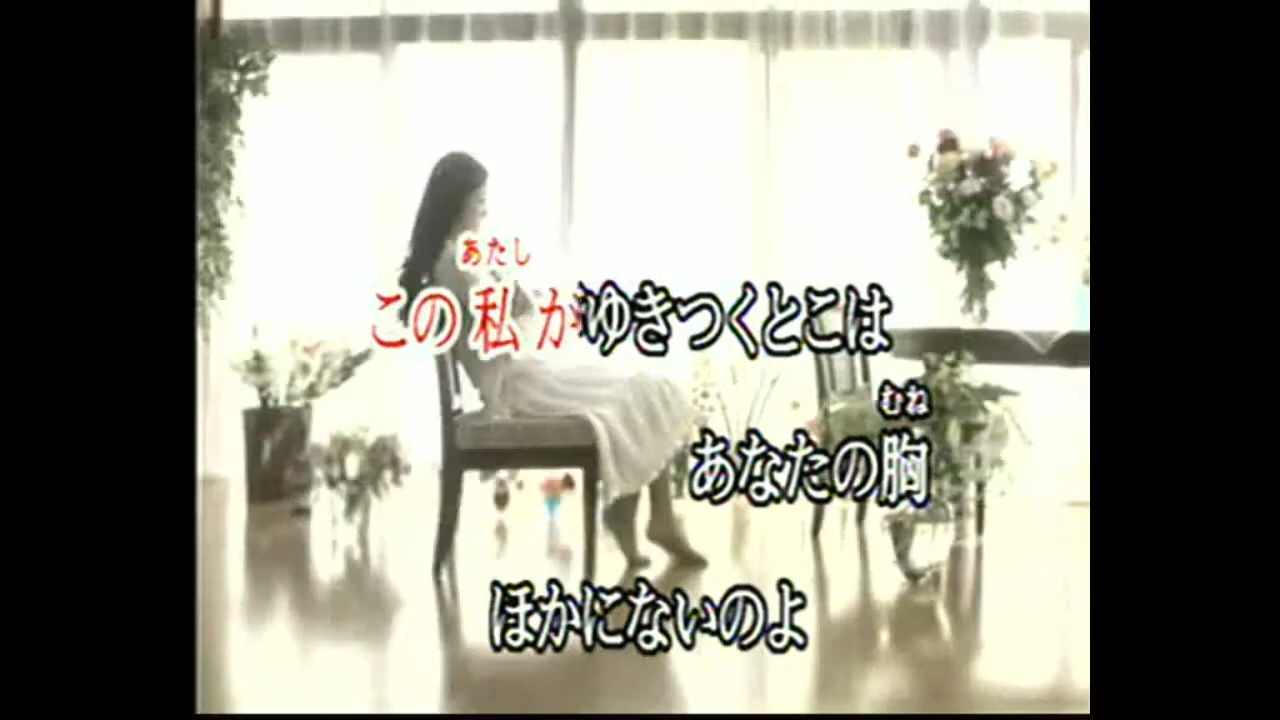 あたし
この私がゆきつくとこは
むね
あなたの胸
ほかにないのよ